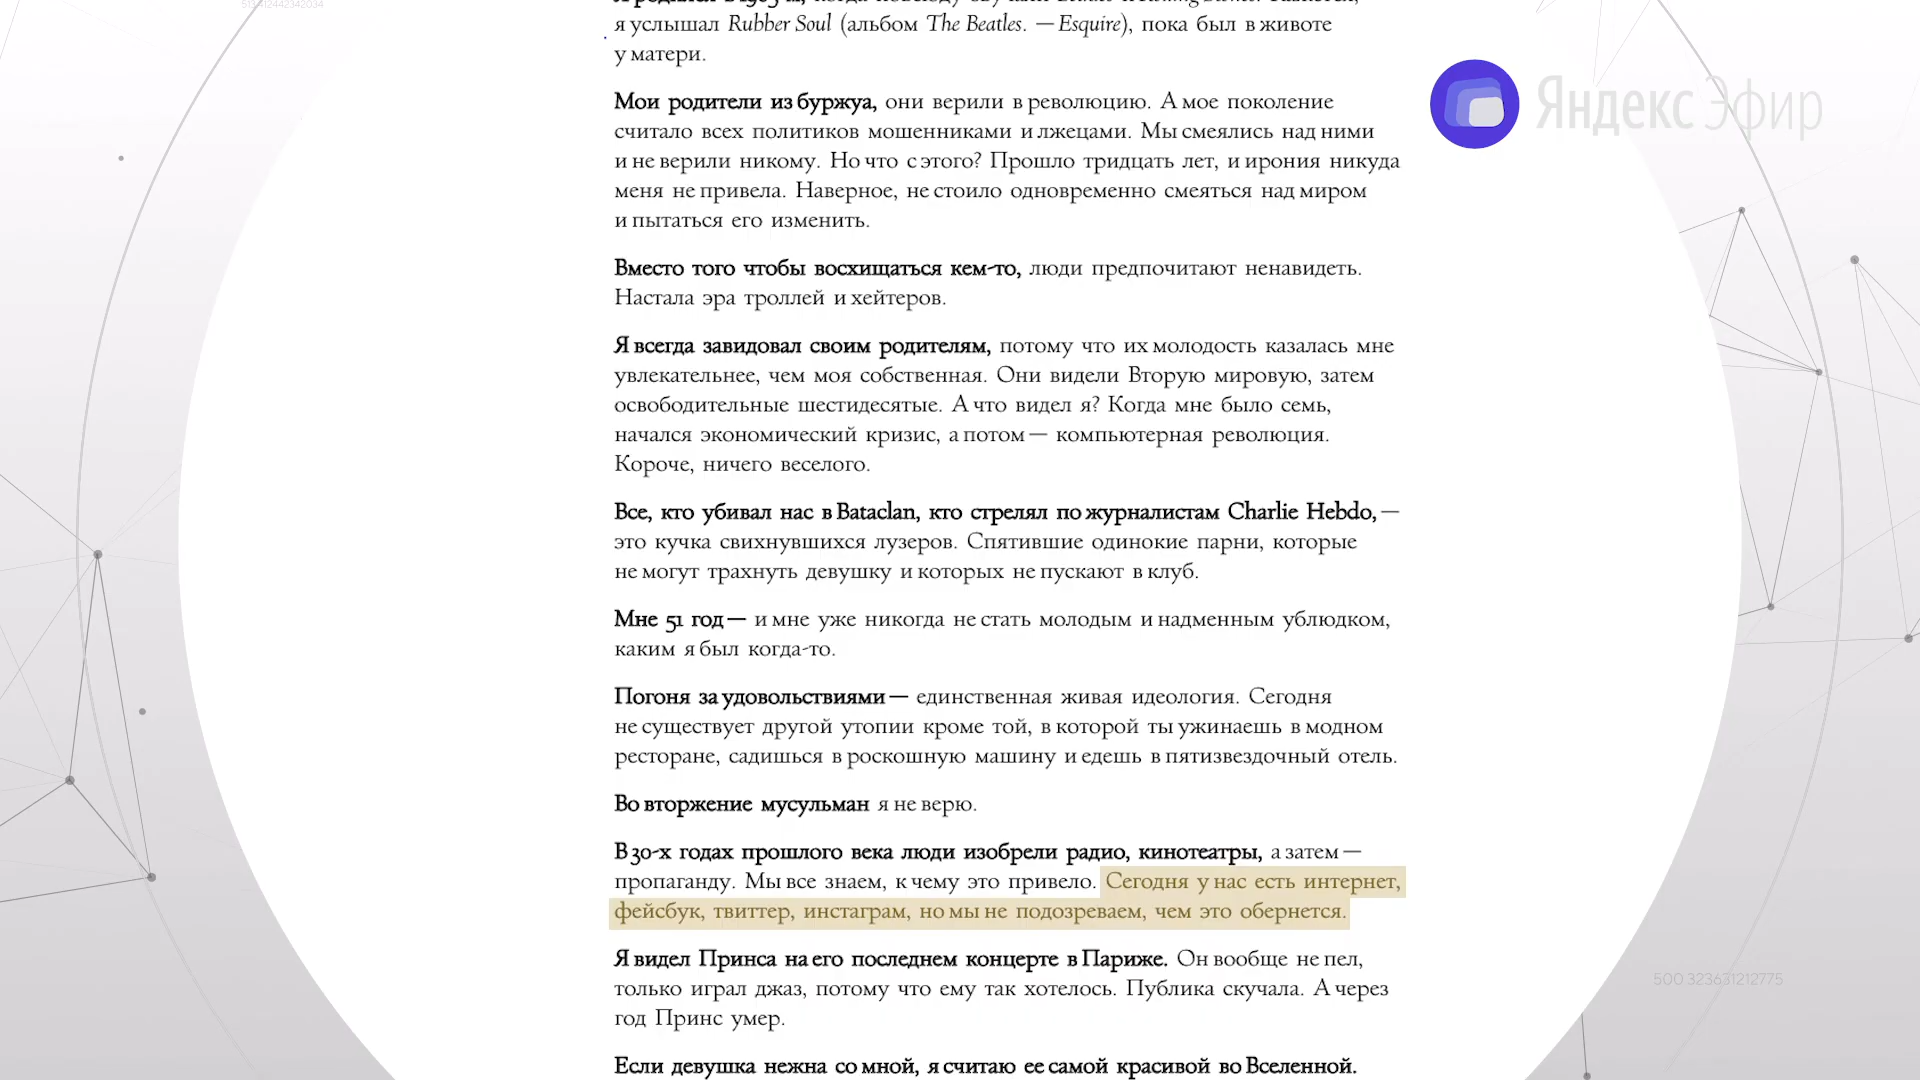 513412442342034
я услышал Rubber Soul (альбом The Beatles. — Esquire), пока был в животе
у матери.
Яндекс Эфир
Мои родители из буржуа, они верили в революцию. А мое поколение
считало всех политиков мошенниками и лжецами. Мы смеялись над ними
и не верили никому. Но что с этого? Прошло тридцать лет, и ирония никуда
меня не привела. Наверное, не стоило одновременно смеяться над миром
и пытаться его изменить.
Вместо того чтобы восхищаться кем-то, люди предпочитают ненавидеть.
Настала эра троллей и хейтеров.
Я всегда завидовал своим родителям, потому что их молодость казалась мне
увлекательнее, чем моя собственная. Они видели Вторую мировую, затем
освободительные шестидесятые. А что видел я? Когда мне было семь,
начался экономический кризис, а потом — компьютерная революция.
Короче, ничего веселого.
Все, кто убивал нас в Bataclan, кто стрелял по журналистам Charlie Hebdo, —
это кучка свихнувшихся лузеров. Спятившие одинокие парни, которые
не могут трахнуть девушку и которых не пускают в клуб.
Мне 51 год — и мне уже никогда не стать молодым и надменным ублюдком,
каким я был когда-то.
Погоня за удовольствиями — единственная живая идеология. Сегодня
не существует другой утопии кроме той, в которой ты ужинаешь в модном
ресторане, садишься в роскошную машину и едешь в пятизвездочный отель.
Во вторжение мусульман я не верю.
В 30-х годах прошлого века люди изобрели радио, кинотеатры, а затем —
пропаганду. Мы все знаем, к чему это привело. Сегодня у нас есть интернет,
фейсбук, твиттер, инстаграм, но мы не подозреваем, чем это обернется.
Я видел Принса на его последнем концерте в Париже. Он вообще не пел,
только играл джаз, потому что ему так хотелось. Публика скучала. А через
год Принс умер.
500 323631212775
Если девушка нежна со мной, я считаю ее самой красивой во Вселенной.